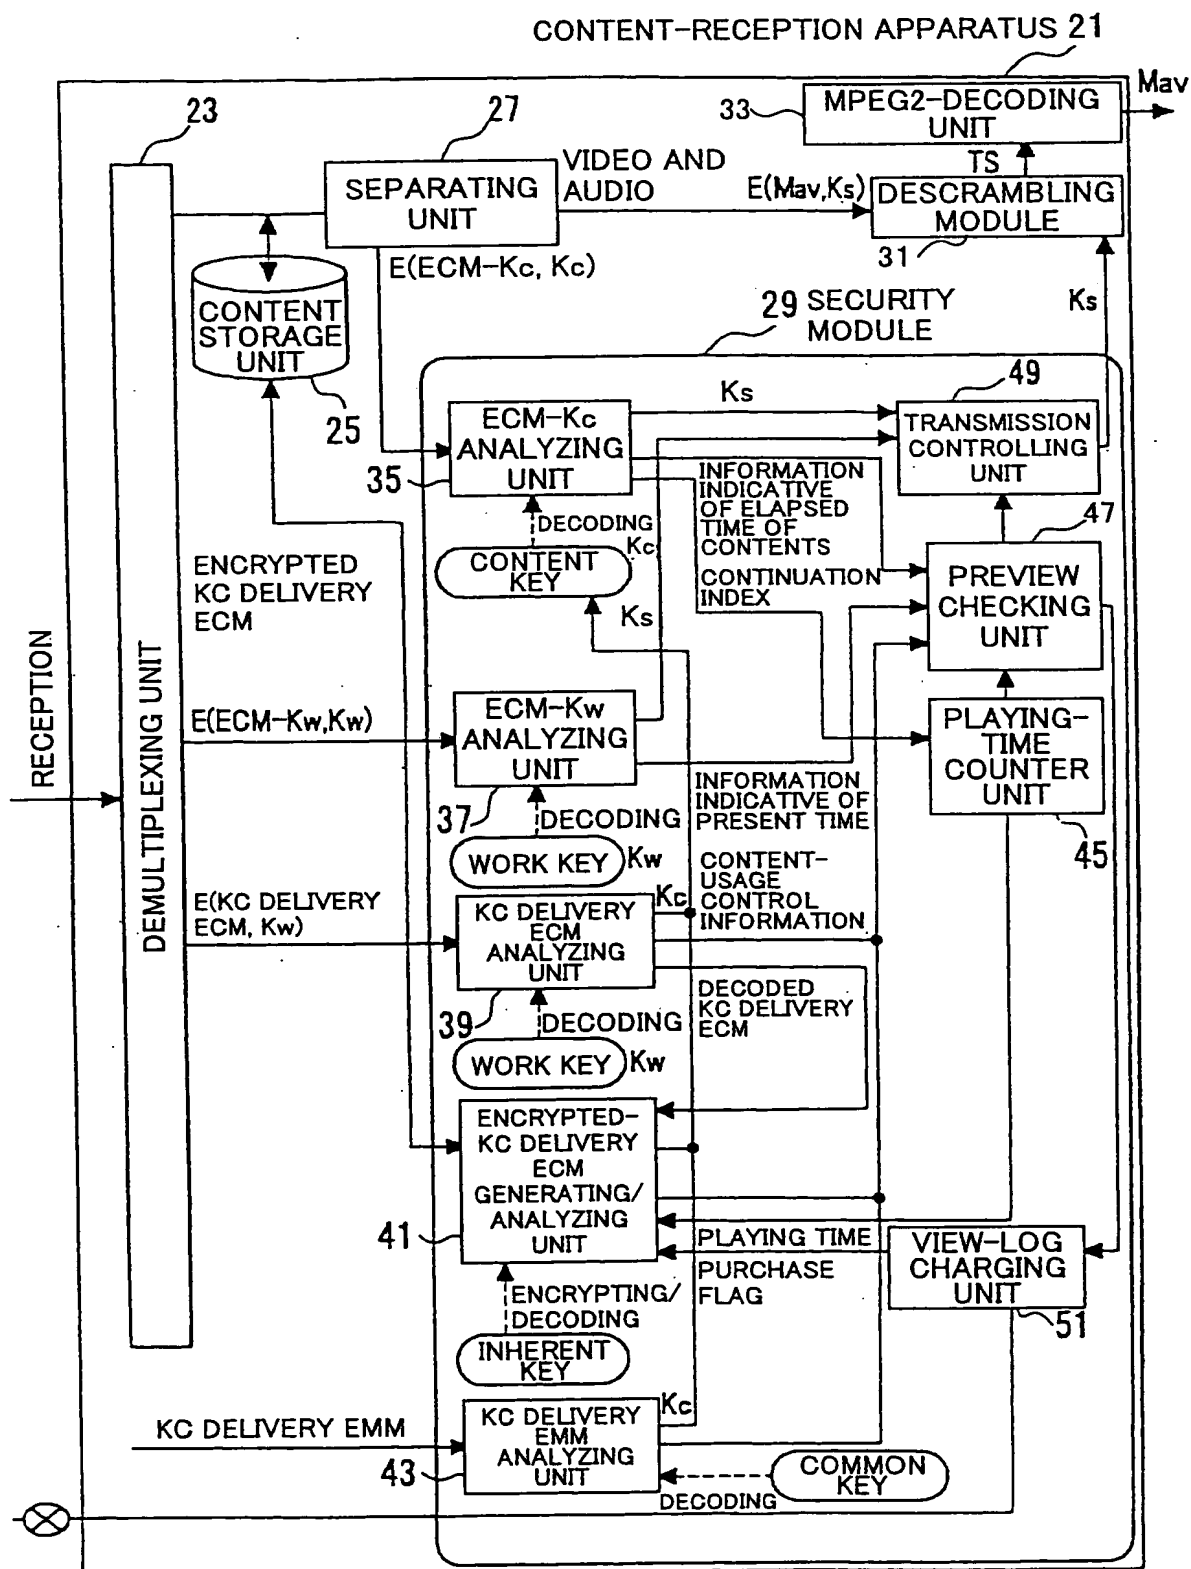 CONTENT-RECEPTION APPARATUS 21
Mav
23
27
33
MPEG2-DECODING
UNIT
TS
VIDEO AND
AUDIO
SEPARATING
UNIT
E(Mav,Ks)
DESCRAMBLING
MODULE
31
E(ECM-Kc, Kc)
Ks
CONTENT
STORAGE
UNIT
25
29 SECURITY
MODULE
49
Ks
ECM-Kc
ANALYZING
UNIT
35
TRANSMISSION
CONTROLLING
UNIT
INFORMATION
INDICATIVE
OF ELAPSED
TIME OF
CONTENTS
DECODING
Kc
CONTENT
KEY
47
CONTINUATION
INDEX
PREVIEW
CHECKING
UNIT
ENCRYPTED
KC DELIVERY
ECM
Ks
RECEPTION
DEMULTIPLEXING UNIT
E(ECM-Kw,Kw)
ECM-Kw
ANALYZING
UNIT
37
PLAYING-
TIME
COUNTER
UNIT
45
INFORMATION
INDICATIVE OF
PRESENT TIME
DECODING
WORK KEY
Kw
CONTENT-
USAGE
CONTROL
INFORMATION
E(KC DELIVERY
ECM, Kw)
Kc
KC DELIVERY
ECM
ANALYZING
UNIT
39
DECODED
KC DELIVERY
ECM
DECODING
WORK KEY
Kw
ENCRYPTED-
KC DELIVERY
ECM
GENERATING/
ANALYZING
UNIT
41
PLAYING TIME
PURCHASE
FLAG
VIEW-LOG
CHARGING
UNIT
51
ENCRYPTING/
DECODING
INHERENT
KEY
KC DELIVERY EMM
Kc
KC DELIVERY
EMM
ANALYZING
UNIT
43
COMMON
KEY
DECODING